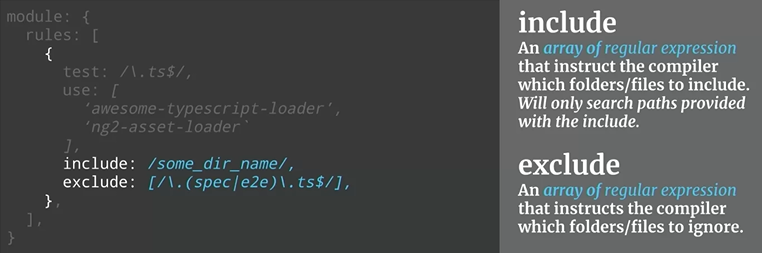 module: {
rules: [
{
test: /\.ts$/,
use: [
‘awesome-typescript-loader’,
‘ng2-asset-loader`
],
include: /some_dir_name/,
exclude: [/\.(spec|e2e)\.ts$/],
},
],
}
include
An array of regular expression
that instruct the compiler
which folders/files to include.
Will only search paths provided
with the include.
exclude
An array of regular expression
that instructs the compiler
which folders/files to ignore.